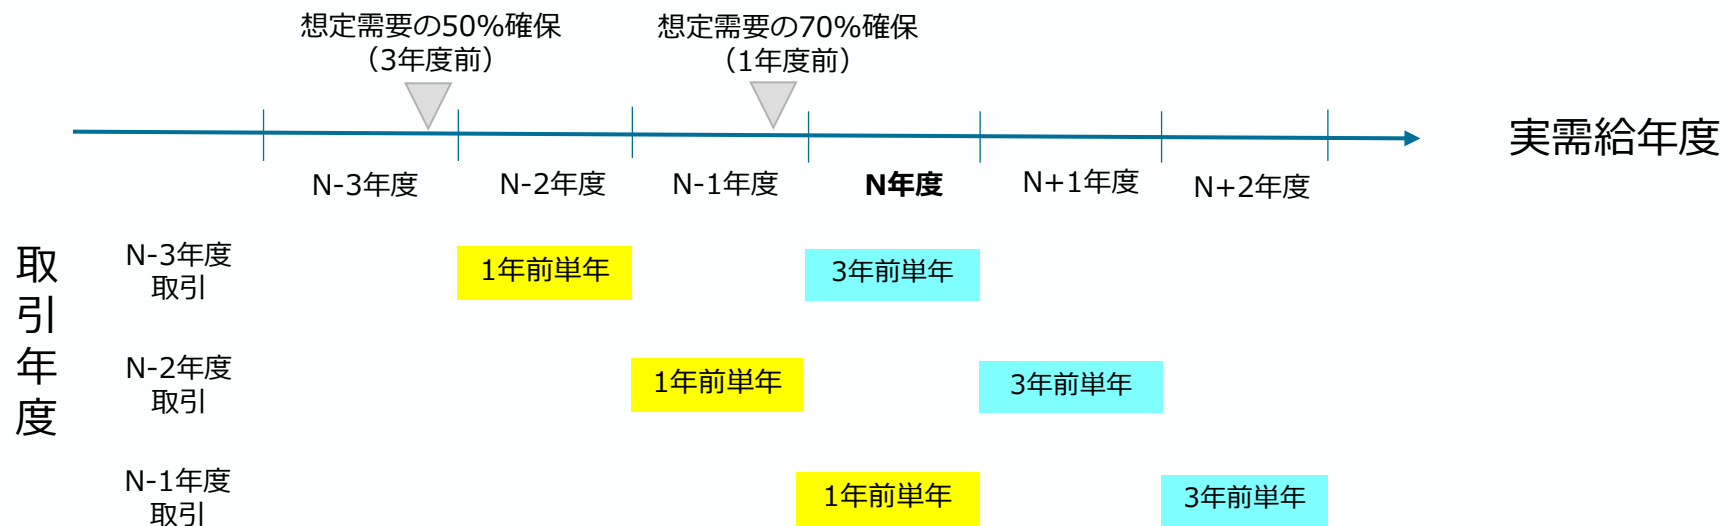 想定需要の50%確保
（3年度前）
想定需要の70%確保
（1年度前）
実需給年度
N-3年度
N-2年度
N-1年度
N年度
N+1年度
N+2年度
取引年度
N-3年度
取引
1年前単年
3年前単年
N-2年度
取引
1年前単年
3年前単年
N-1年度
取引
1年前単年
3年前単年